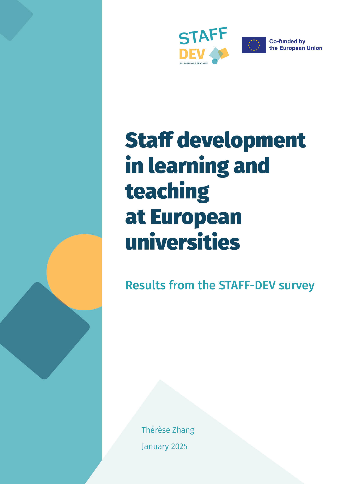 STAFF
DEV
Co-funded by
the European Union
Staff development
in learning and
teaching
at European
universities
Results from the STAFF-DEV survey
Thérèse Zhang
January 2025